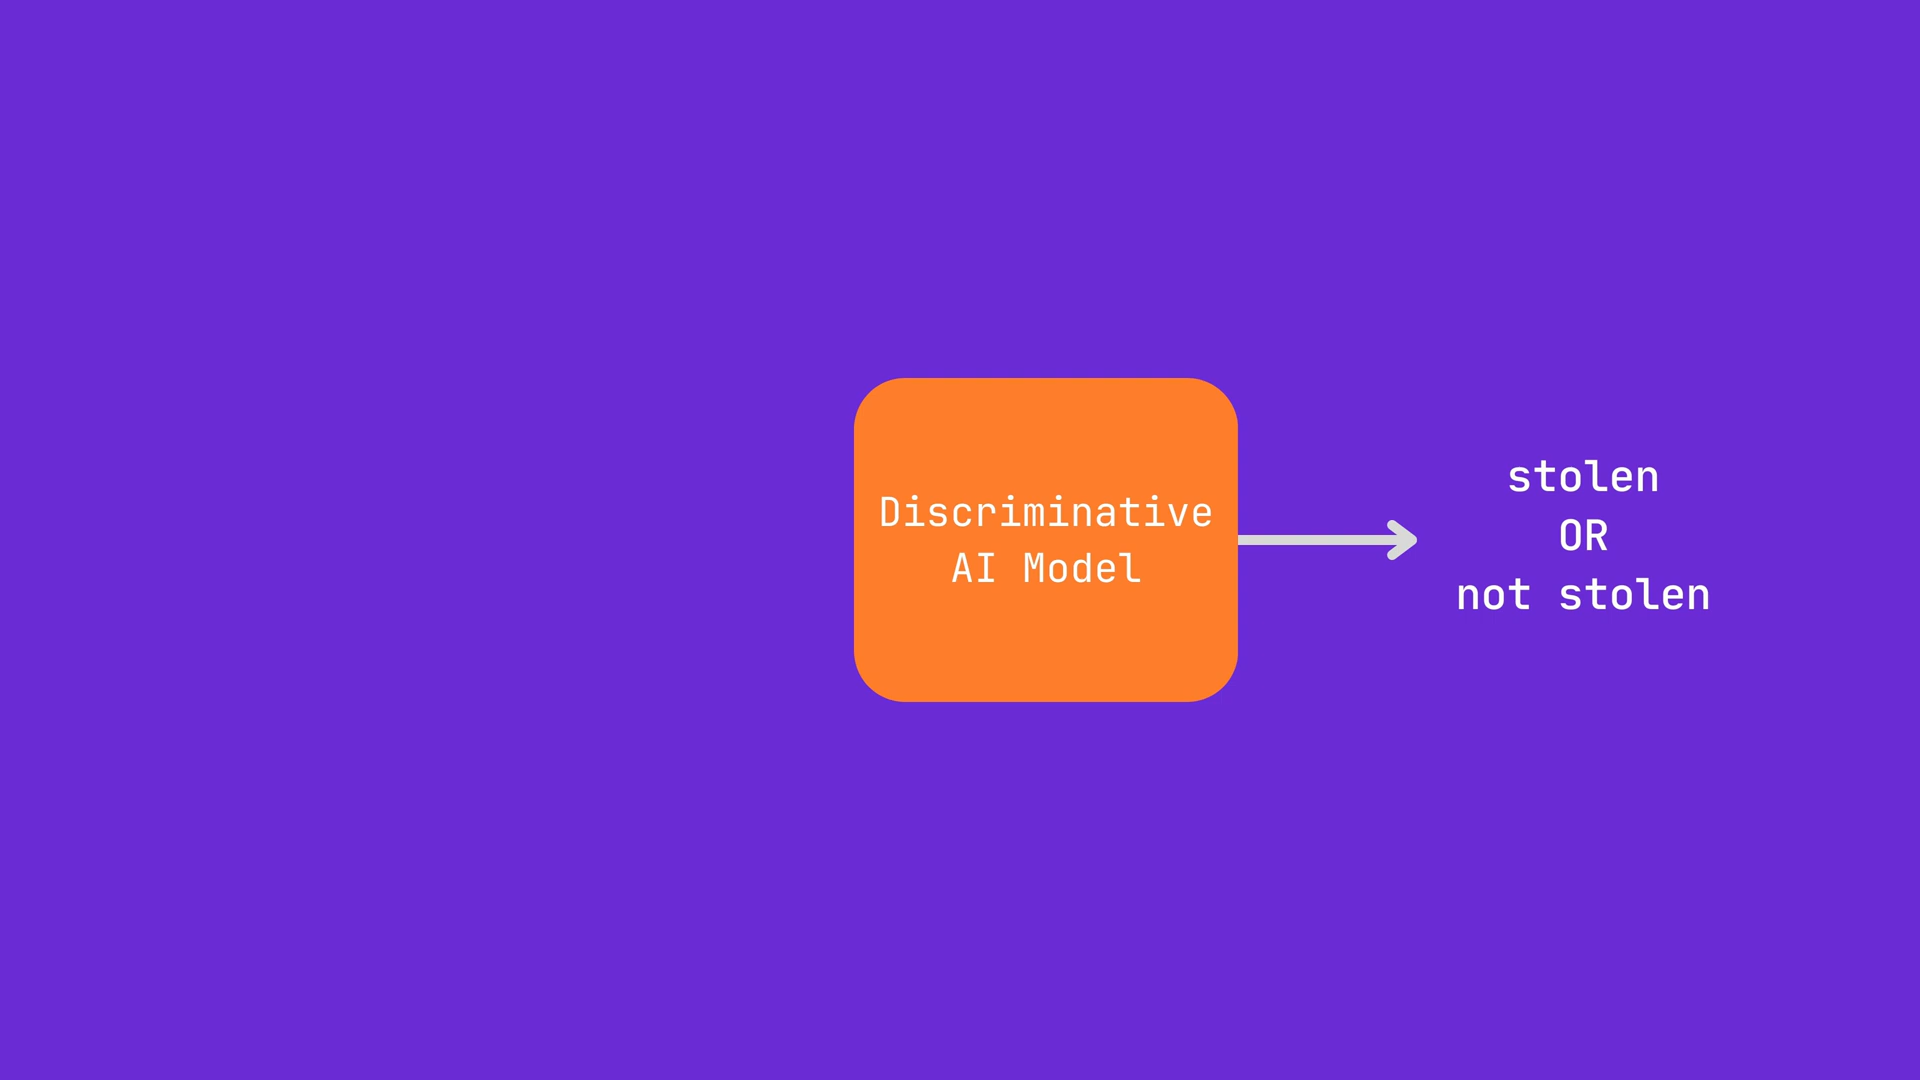 Discriminative
AI Model
stolen
OR
not stolen